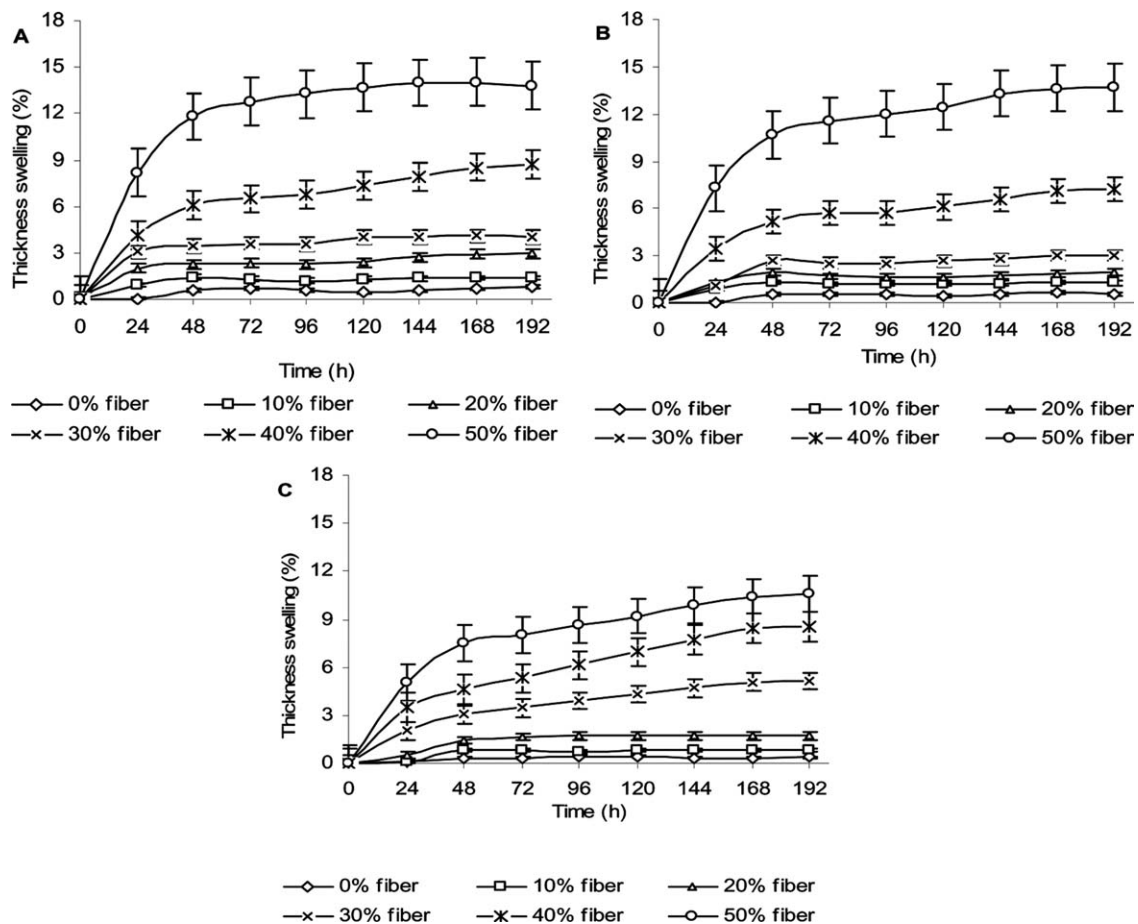 A
Thickness swelling (%)
18
15
12
9
6
3
0
0 24 48 72 96 120 144 168 192
Time (h)
0% fiber 10% fiber 20% fiber
30% fiber 40% fiber 50% fiber
B
Thickness swelling (%)
18
15
12
9
6
3
0
0 24 48 72 96 120 144 168 192
Time (h)
0% fiber 10% fiber 20% fiber
30% fiber 40% fiber 50% fiber
C
Thickness swelling (%)
18
15
12
9
6
3
0
0 24 48 72 96 120 144 168 192
Time (h)
0% fiber 10% fiber 20% fiber
30% fiber 40% fiber 50% fiber